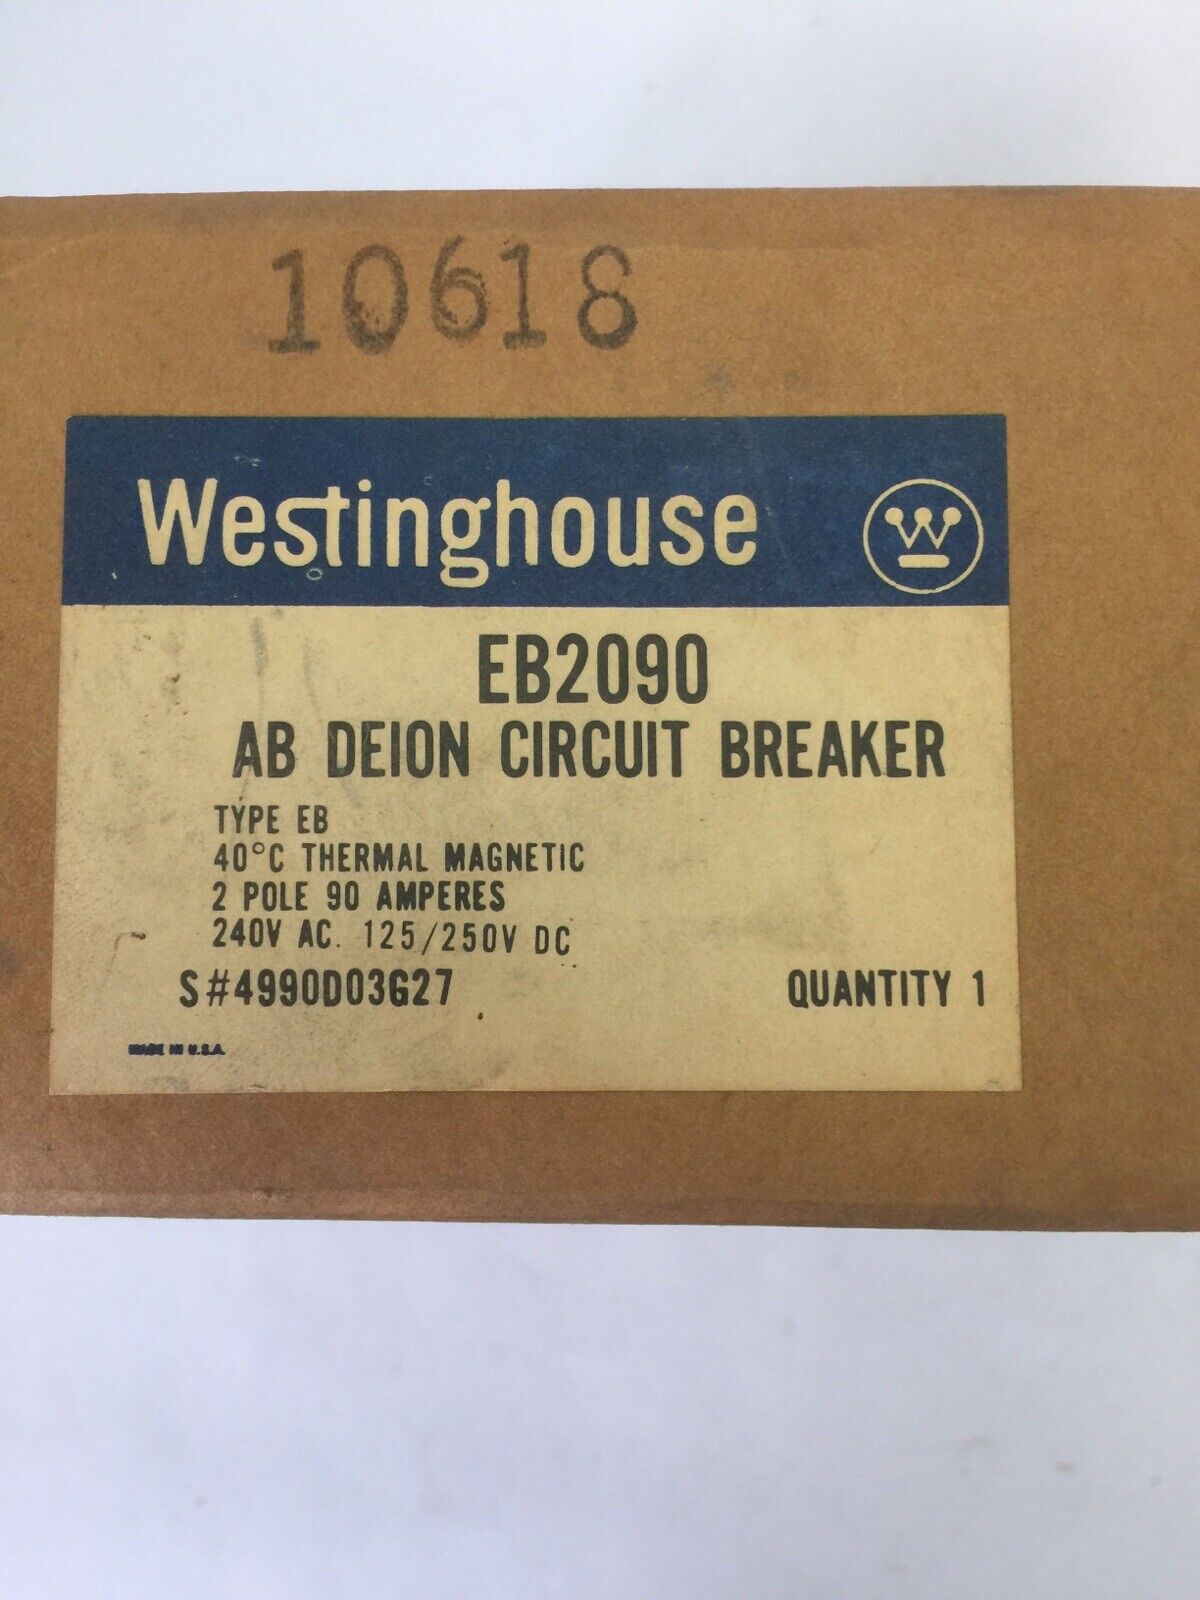 10618
Westinghouse W
EB2090
AB DEION CIRCUIT BREAKER
TYPE EB
40°C THERMAL MAGNETIC
2 POLE 90 AMPERES
240V AC. 125/250V DC
S#4990D03G27 QUANTITY 1
MADE IN U.S.A.